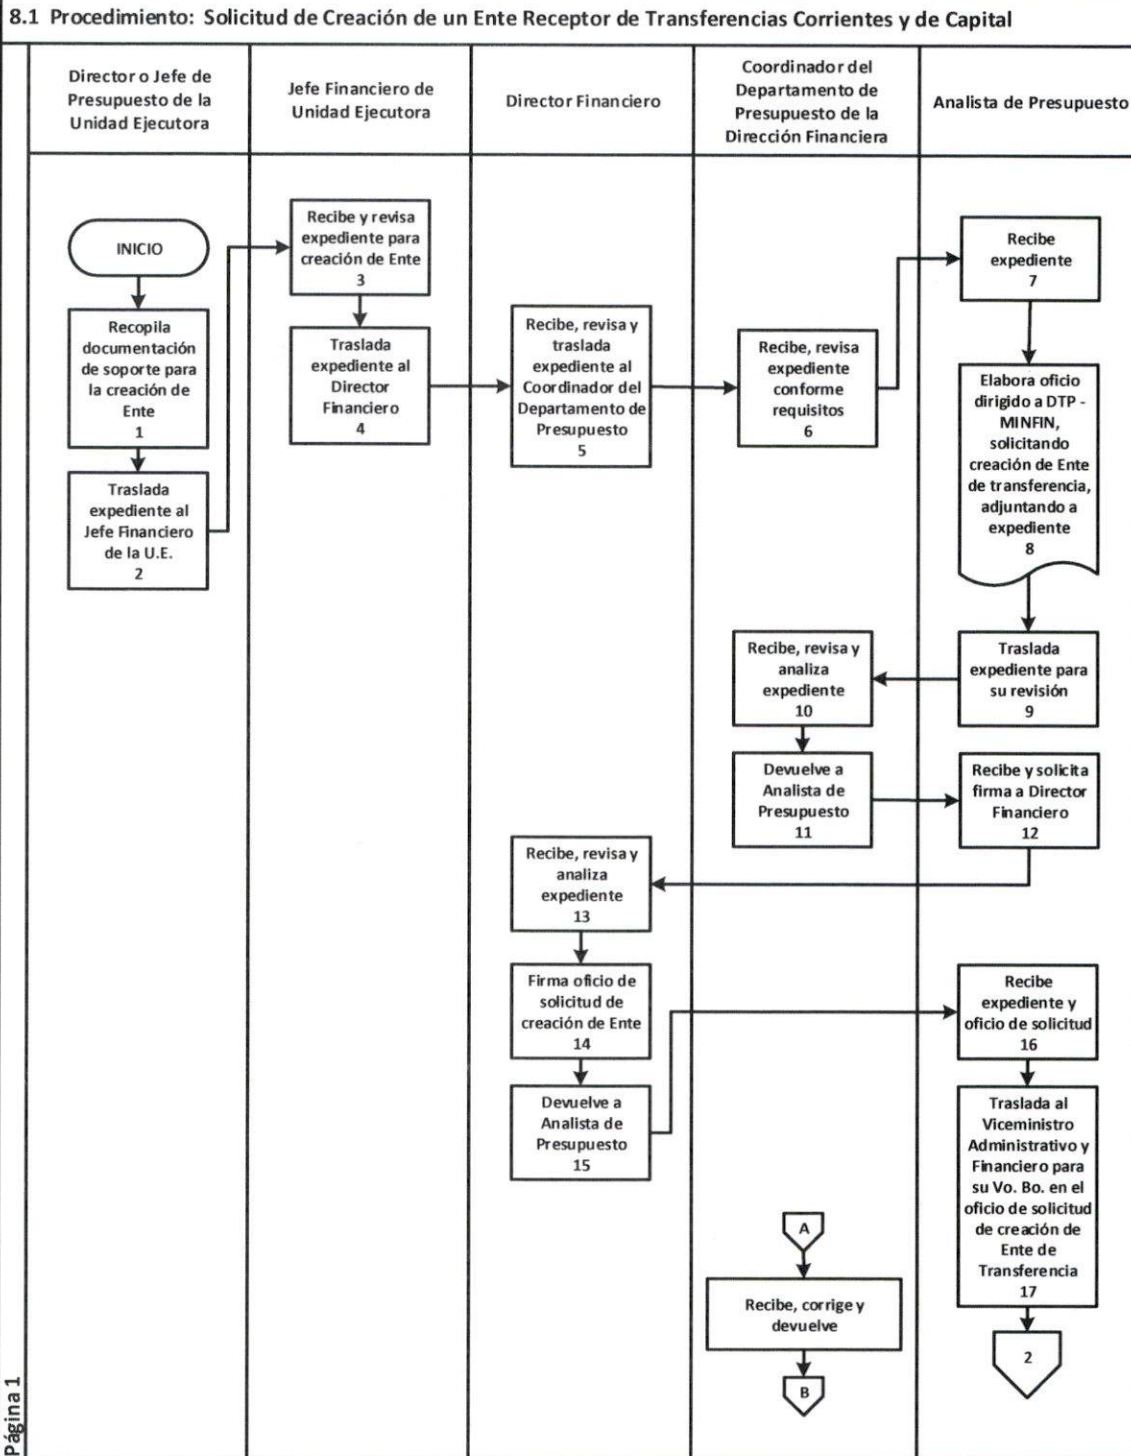 8.1 Procedimiento: Solicitud de Creación de un Ente Receptor de Transferencias Corrientes y de Capital
Director o Jefe de
Presupuesto de la
Unidad Ejecutora
Jefe Financiero de
Unidad Ejecutora
Director Financiero
Coordinador del
Departamento de
Presupuesto de la
Dirección Financiera
Analista de Presupuesto
INICIO
Recopila
documentación
de soporte para
la creación de
Ente
1
Traslada
expediente al
Jefe Financiero
de la U.E.
2
Recibe y revisa
expediente para
creación de Ente
3
Traslada
expediente al
Director
Financiero
4
Recibe, revisa y
traslada
expediente al
Coordinador del
Departamento de
Presupuesto
5
Recibe, revisa
expediente
conforme
requisitos
6
Recibe
expediente
7
Elabora oficio
dirigido a DTP -
MINFIN,
solicitando
creación de Ente
de transferencia,
adjuntando a
expediente
8
Traslada
expediente para
su revisión
9
Recibe, revisa y
analiza
expediente
10
Devuelve a
Analista de
Presupuesto
11
Recibe y solicita
firma a Director
Financiero
12
Recibe, revisa y
analiza
expediente
13
Firma oficio de
solicitud de
creación de Ente
14
Devuelve a
Analista de
Presupuesto
15
Recibe
expediente y
oficio de solicitud
16
Traslada al
Viceministro
Administrativo y
Financiero para
su Vo. Bo. en el
oficio de solicitud
de creación de
Ente de
Transferencia
17
2
A
Recibe, corrige y
devuelve
B
Página 1